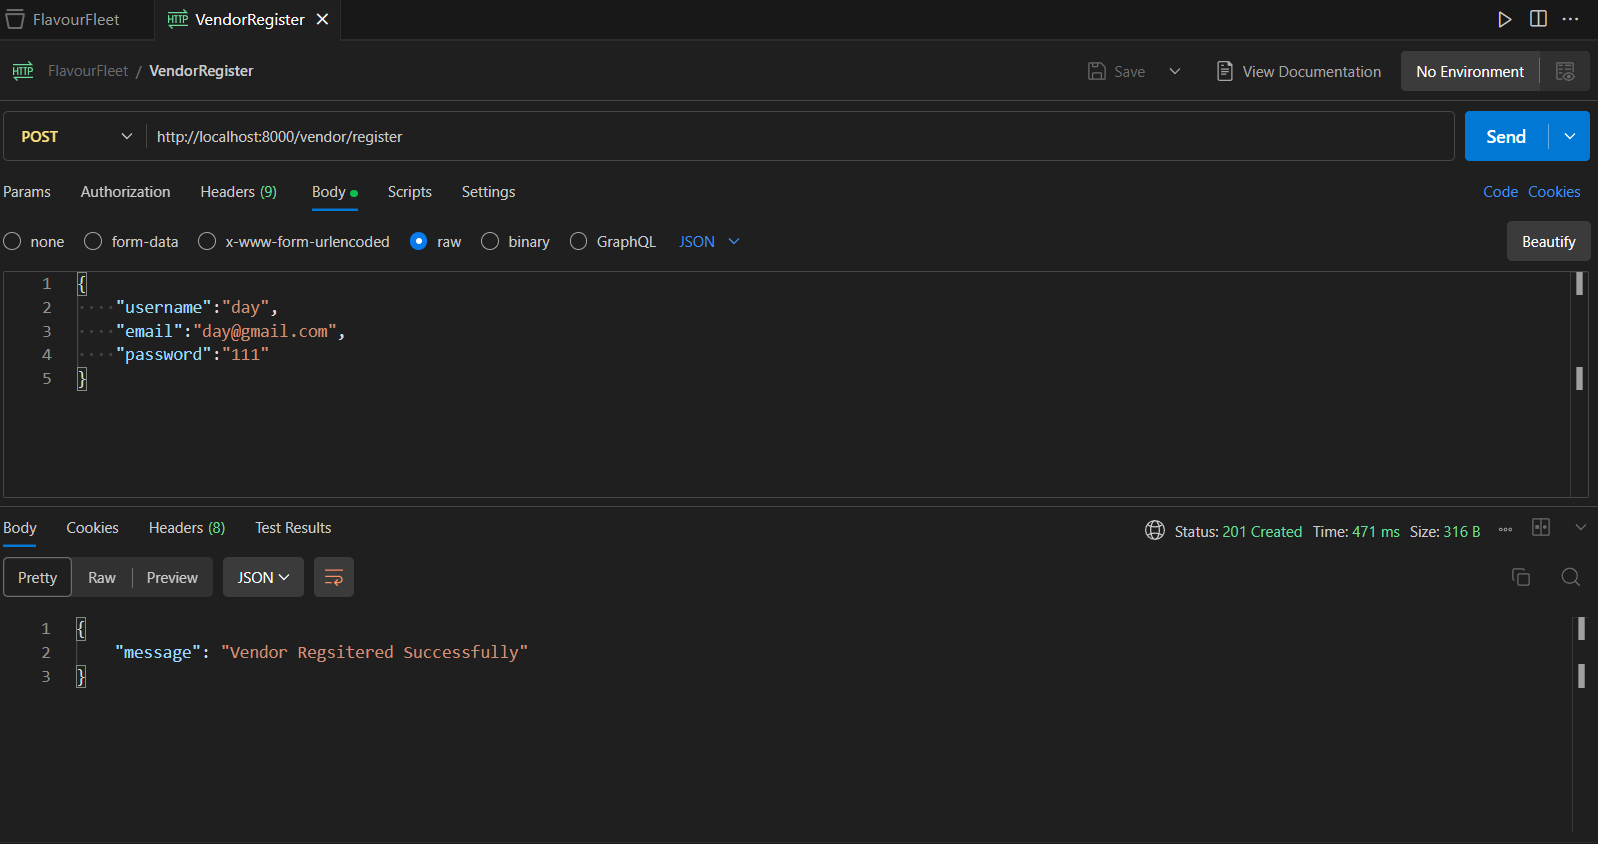 FlavourFleet
HTTP VendorRegister
HTTP FlavourFleet / VendorRegister
Save
View Documentation
No Environment
POST
http://localhost:8000/vendor/register
Send
Params Authorization Headers (9) Body Scripts Settings
Code Cookies
none form-data x-www-form-urlencoded raw binary GraphQL JSON
Beautify
1 {
2 ····"username":"day",
3 ····"email":"day@gmail.com",
4 ····"password":"111"
5 }
Body Cookies Headers (8) Test Results
Status: 201 Created Time: 471 ms Size: 316 B
Pretty Raw Preview JSON
1 {
2 "message": "Vendor Regsitered Successfully"
3 }